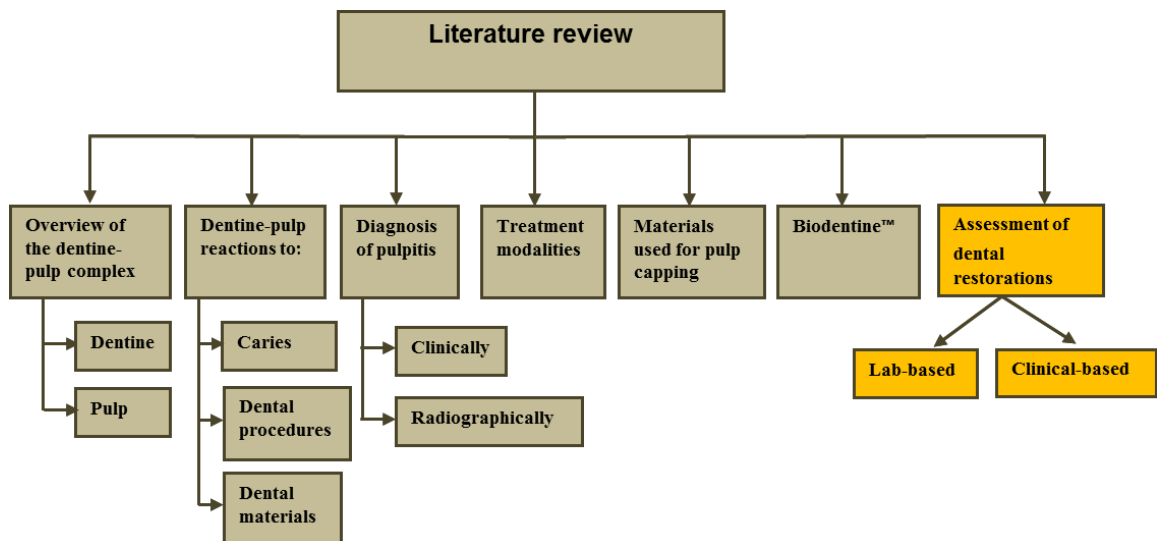 Literature review
Overview of
the dentine-
pulp complex
Dentine
Pulp
Dentine-pulp
reactions to:
Caries
Dental
procedures
Dental
materials
Diagnosis
of pulpitis
Clinically
Radiographically
Treatment
modalities
Materials
used for pulp
capping
Biodentine™
Assessment of
dental
restorations
Lab-based
Clinical-based